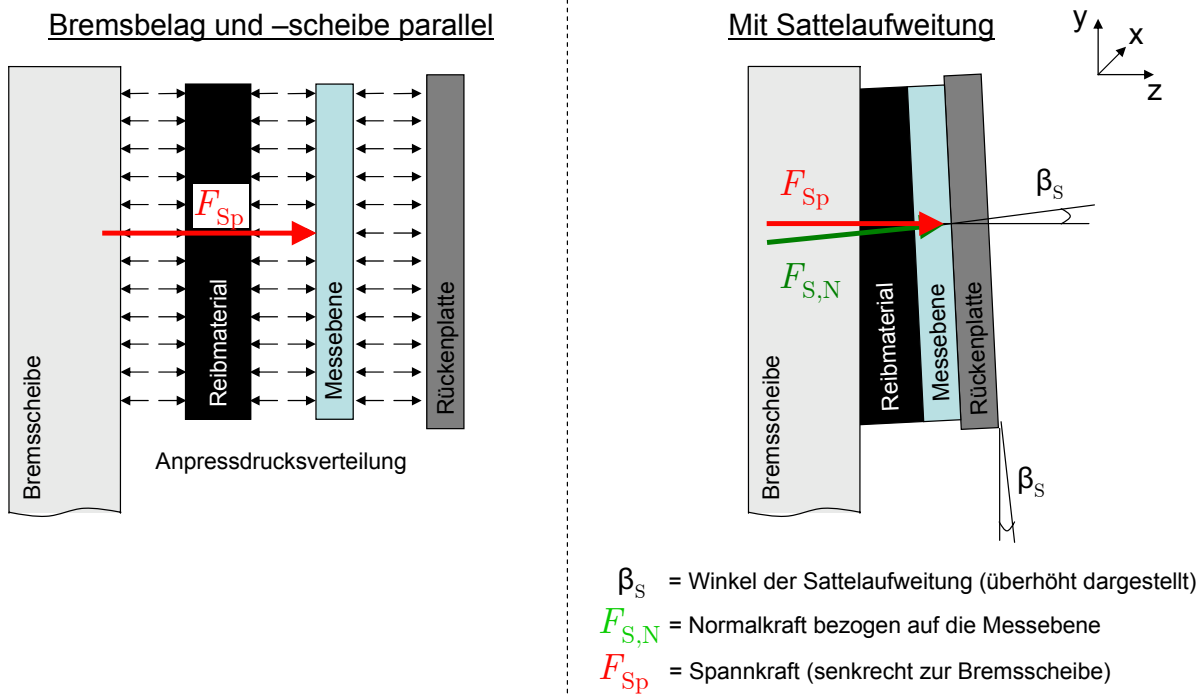 Bremsbelag und –scheibe parallel
F_Sp
Bremsscheibe
Reibmaterial
Messebene
Rückenplatte
Anpressdrucksverteilung
Mit Sattelaufweitung
y
x
z
F_Sp
β_S
F_S,N
Bremsscheibe
Reibmaterial
Messebene
Rückenplatte
β_S
β_S = Winkel der Sattelaufweitung (überhöht dargestellt)
F_S,N = Normalkraft bezogen auf die Messebene
F_Sp = Spannkraft (senkrecht zur Bremsscheibe)